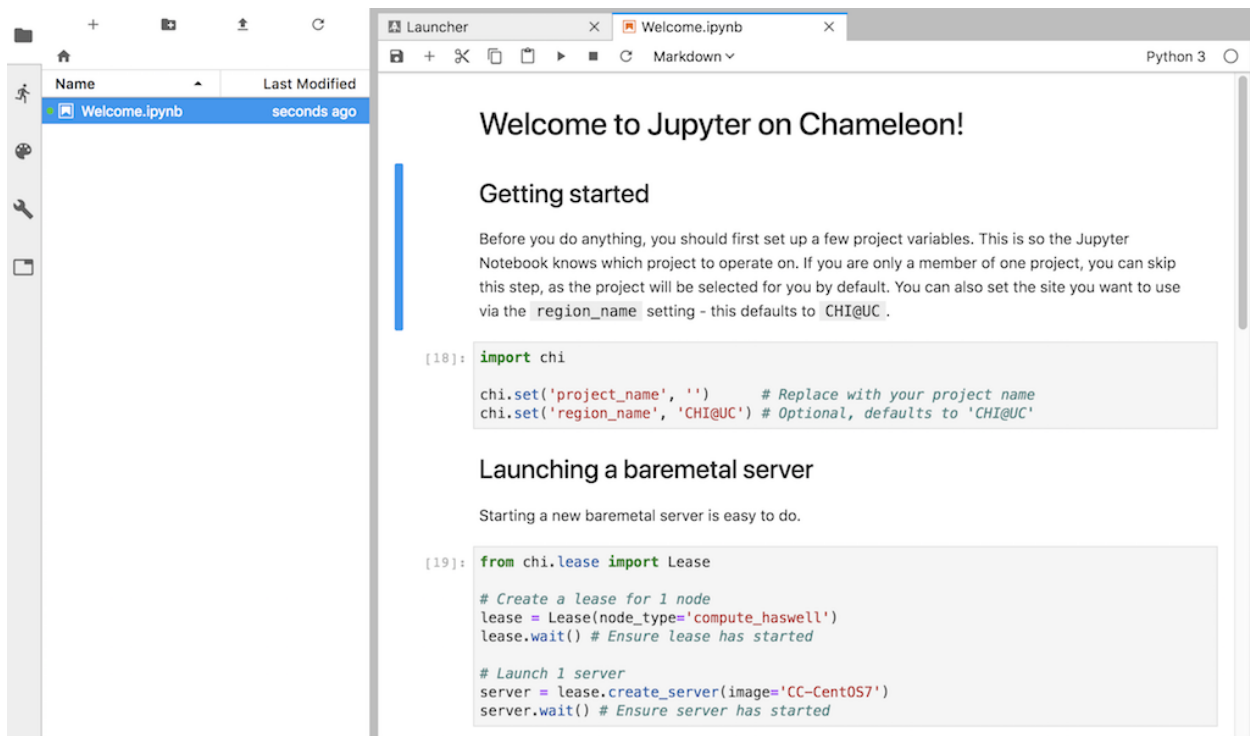 Launcher
Welcome.ipynb
Markdown
Python 3
Name
Last Modified
Welcome.ipynb
seconds ago
Welcome to Jupyter on Chameleon!
Getting started
Before you do anything, you should first set up a few project variables. This is so the Jupyter
Notebook knows which project to operate on. If you are only a member of one project, you can skip
this step, as the project will be selected for you by default. You can also set the site you want to use
via the region_name setting - this defaults to CHI@UC.
[18]: import chi
chi.set('project_name', '')      # Replace with your project name
chi.set('region_name', 'CHI@UC') # Optional, defaults to 'CHI@UC'
Launching a baremetal server
Starting a new baremetal server is easy to do.
[19]: from chi.lease import Lease
# Create a lease for 1 node
lease = Lease(node_type='compute_haswell')
lease.wait() # Ensure lease has started
# Launch 1 server
server = lease.create_server(image='CC-CentOS7')
server.wait() # Ensure server has started